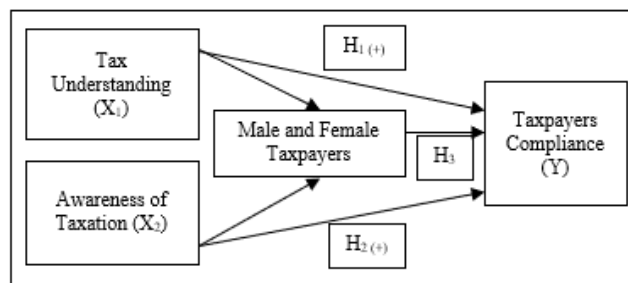 Tax
Understanding
(X₁)
H₁ (+)
Male and Female
Taxpayers
H₃
Taxpayers
Compliance
(Y)
Awareness of
Taxation (X₂)
H₂ (+)